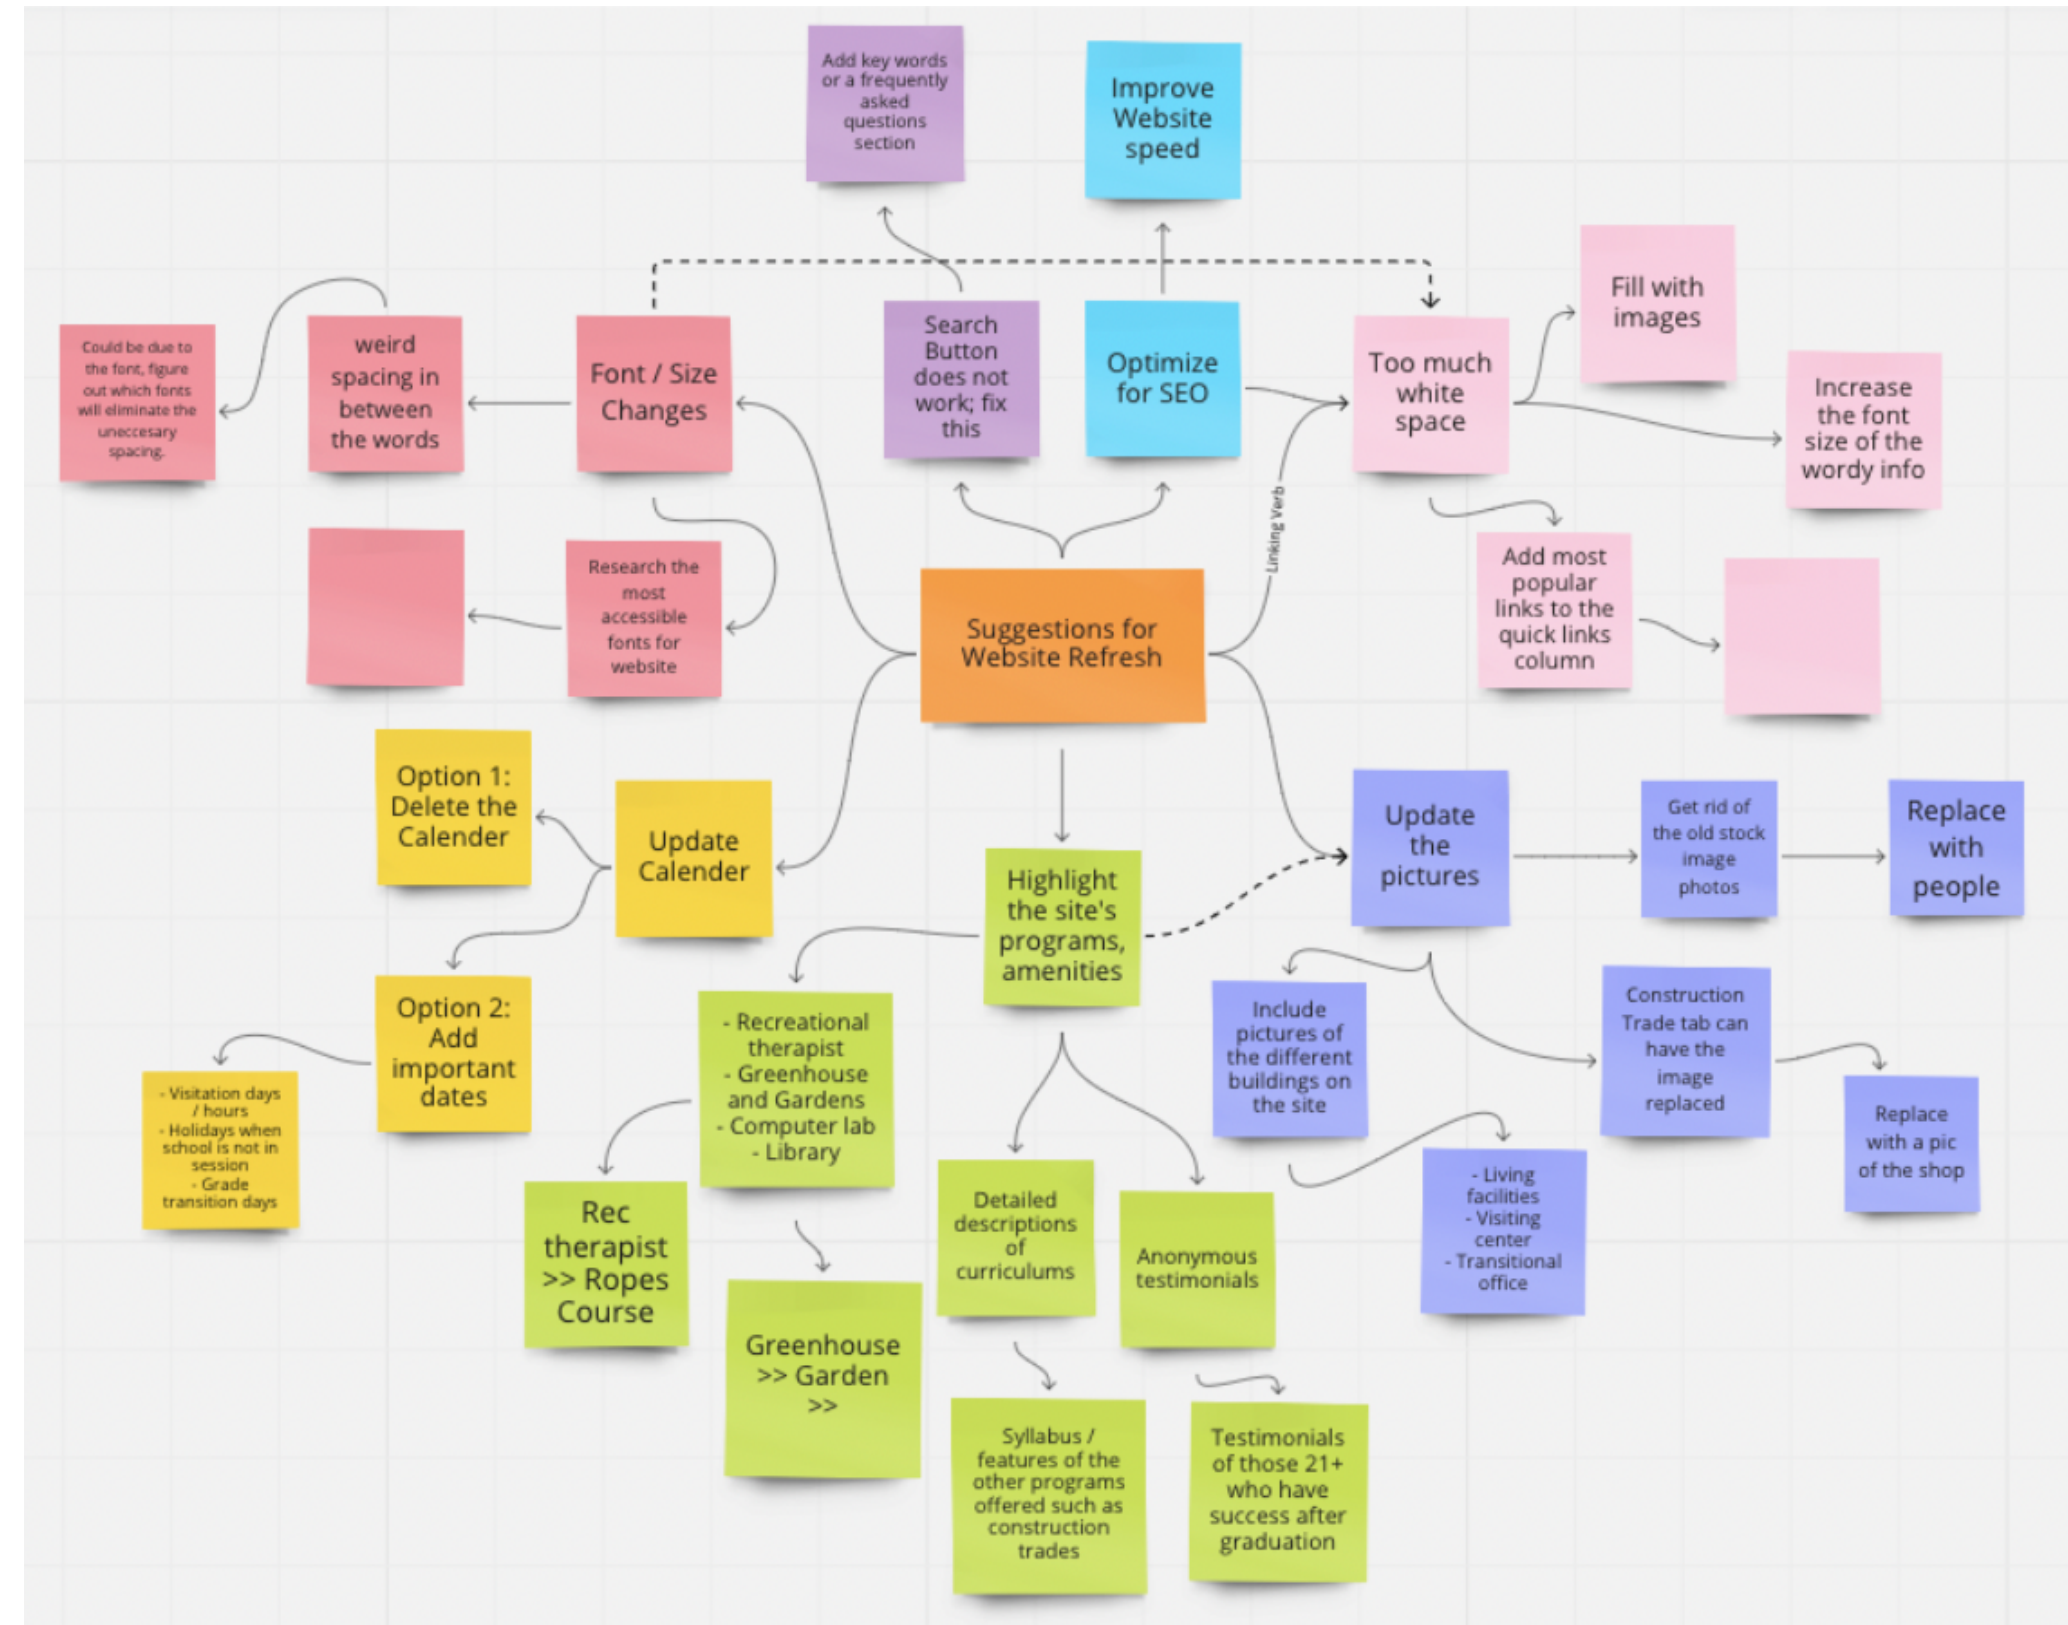 Add key words
or a frequently
asked
questions
section
Improve
Website
speed
Fill with
images
Could be due to
the font, figure
out which fonts
will eliminate the
uneccesary
spacing.
weird
spacing in
between
the words
Font / Size
Changes
Search
Button
does not
work; fix
this
Optimize
for SEO
Too much
white
space
Increase
the font
size of the
wordy info
Linking Verb
Research the
most
accessible
fonts for
website
Suggestions for
Website Refresh
Add most
popular
links to the
quick links
column
Option 1:
Delete the
Calender
Update
Calender
Highlight
the site's
programs,
amenities
Update
the
pictures
Get rid of
the old stock
image
photos
Replace
with
people
Option 2:
Add
important
dates
- Visitation days
/ hours
- Holidays when
school is not in
session
- Grade
transition days
- Recreational
therapist
- Greenhouse
and Gardens
- Computer lab
- Library
Include
pictures of
the different
buildings on
the site
Construction
Trade tab can
have the
image
replaced
Replace
with a pic
of the shop
Rec
therapist
>> Ropes
Course
Greenhouse
>> Garden
>>
Detailed
descriptions
of
curriculums
Anonymous
testimonials
- Living
facilities
- Visiting
center
- Transitional
office
Syllabus /
features of the
other programs
offered such as
construction
trades
Testimonials
of those 21+
who have
success after
graduation